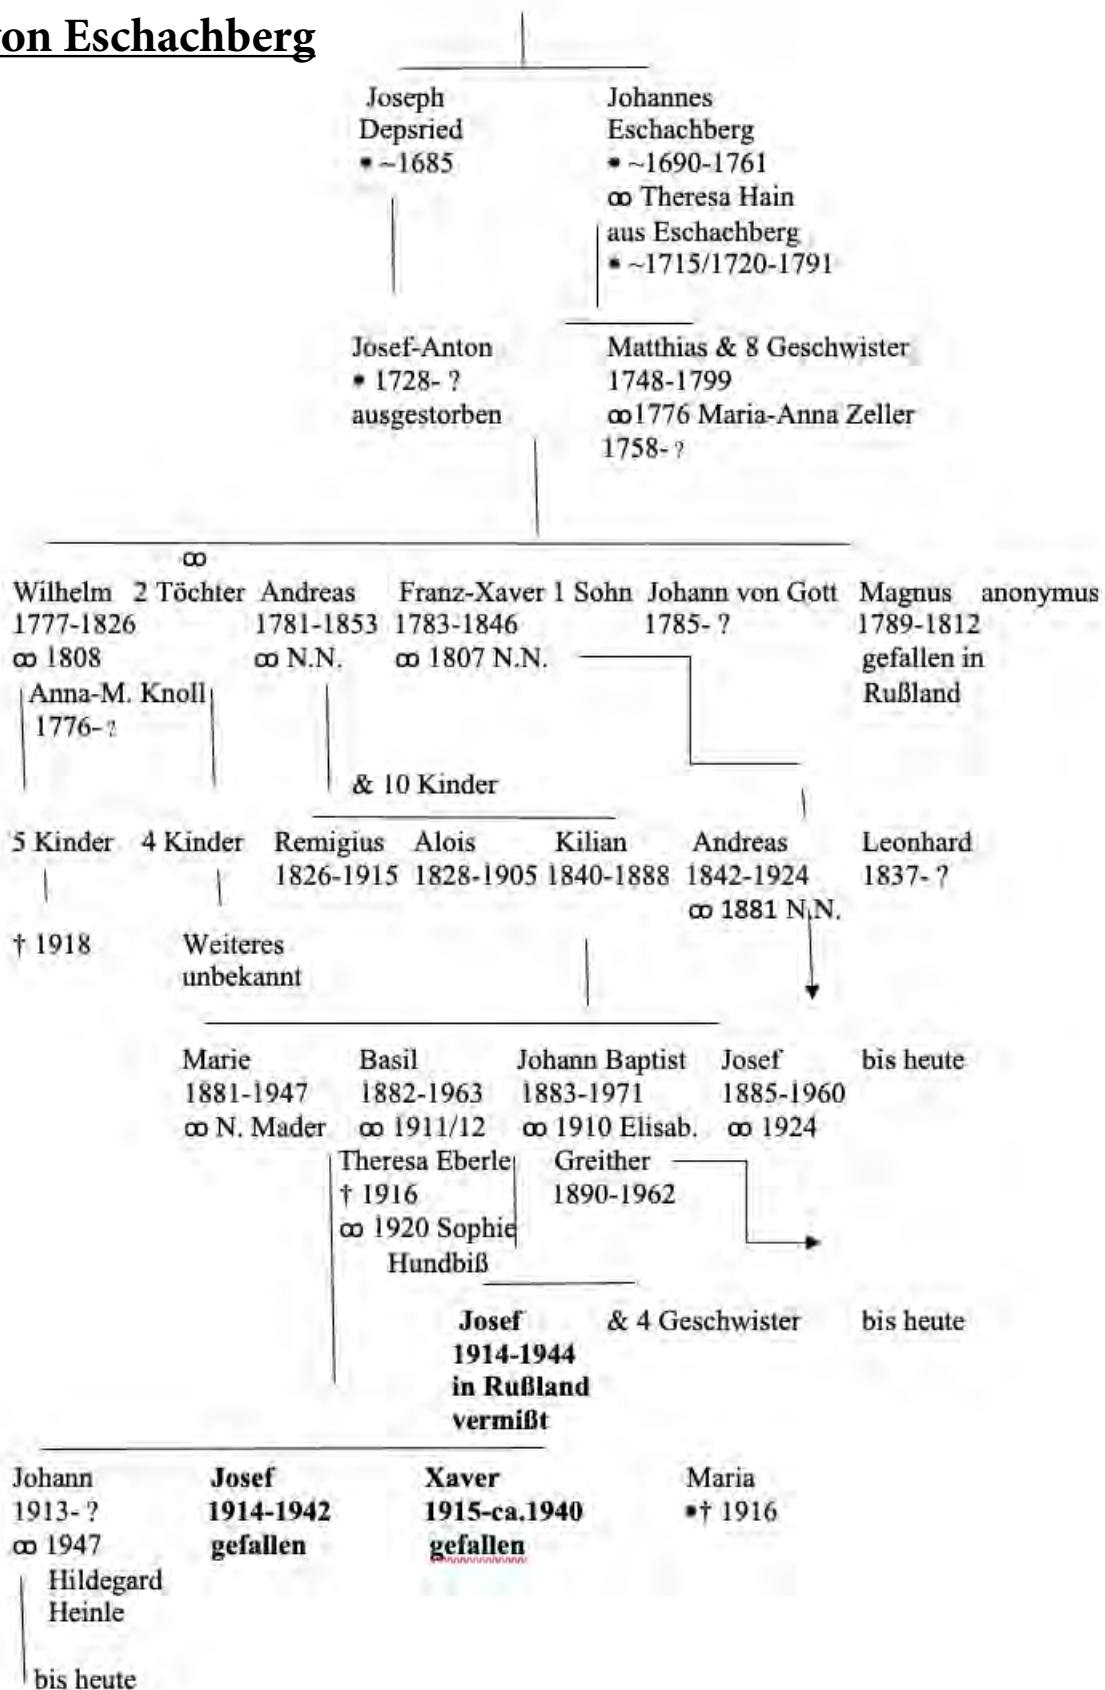 von Eschachberg
Joseph
Depsried
* ~1685
Johannes
Eschachberg
* ~1690-1761
∞ Theresa Hain
aus Eschachberg
* ~1715/1720-1791
Josef-Anton
* 1728- ?
ausgestorben
Matthias & 8 Geschwister
1748-1799
∞1776 Maria-Anna Zeller
1758- ?
∞
Wilhelm 2 Töchter Andreas Franz-Xaver 1 Sohn Johann von Gott Magnus anonymus
1777-1826 1781-1853 1783-1846 1785- ? 1789-1812
∞ 1808 ∞ N.N. ∞ 1807 N.N. gefallen in
Anna-M. Knoll Rußland
1776- ?
& 10 Kinder
5 Kinder 4 Kinder Remigius Alois Kilian Andreas Leonhard
1826-1915 1828-1905 1840-1888 1842-1924 1837- ?
∞ 1881 N.N.
† 1918 Weiteres
unbekannt
Marie Basil Johann Baptist Josef bis heute
1881-1947 1882-1963 1883-1971 1885-1960
∞ N. Mader ∞ 1911/12 ∞ 1910 Elisab. ∞ 1924
Theresa Eberle Greither
† 1916 1890-1962
∞ 1920 Sophie
Hundbiß
Josef & 4 Geschwister bis heute
1914-1944
in Rußland
vermißt
Johann Josef Xaver Maria
1913- ? 1914-1942 1915-ca.1940 *† 1916
∞ 1947 gefallen gefallen
Hildegard
Heinle
bis heute